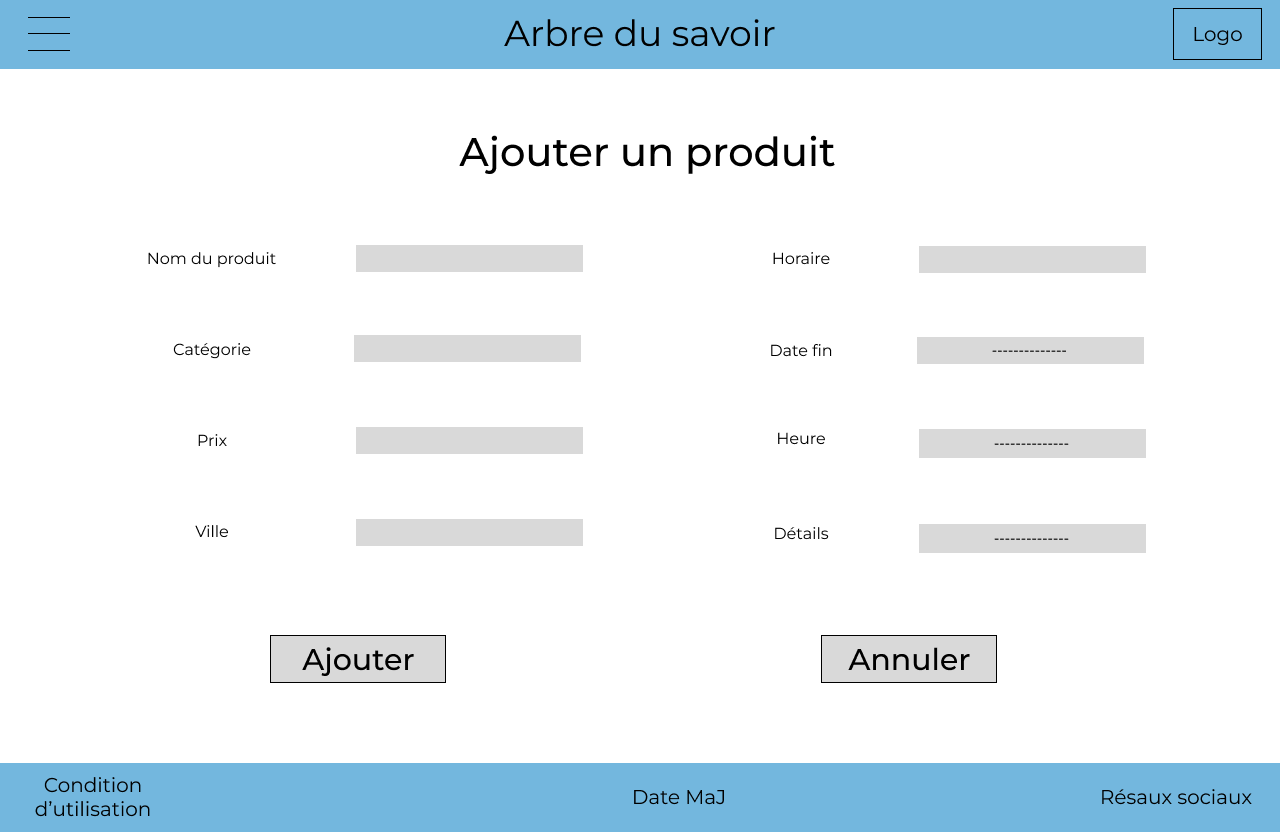 Arbre du savoir
Logo
Ajouter un produit
Nom du produit
Horaire
Catégorie
Date fin
--------------
Prix
Heure
--------------
Ville
Détails
--------------
Ajouter
Annuler
Condition
d’utilisation
Date MaJ
Résaux sociaux